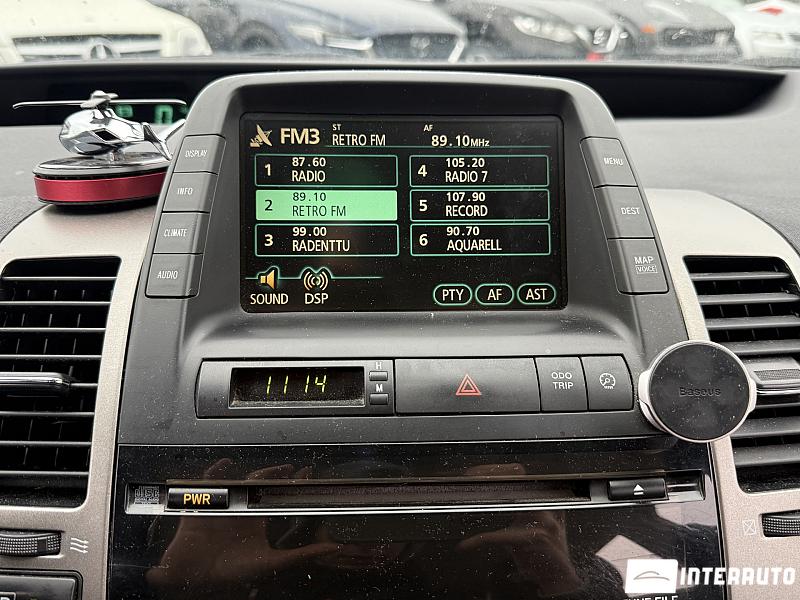 DISPLAY
INFO
CLIMATE
AUDIO
FM3
ST
RETRO FM
AF
89.10MHz
1 87.60 RADIO
4 105.20 RADIO 7
2 89.10 RETRO FM
5 107.90 RECORD
3 99.00 RADENTTU
6 90.70 AQUARELL
SOUND
DSP
PTY
AF
AST
MENU
DEST
MAP
VOICE
1114
H
M
ODO
TRIP
Baseus
PWR
INTERAUTO